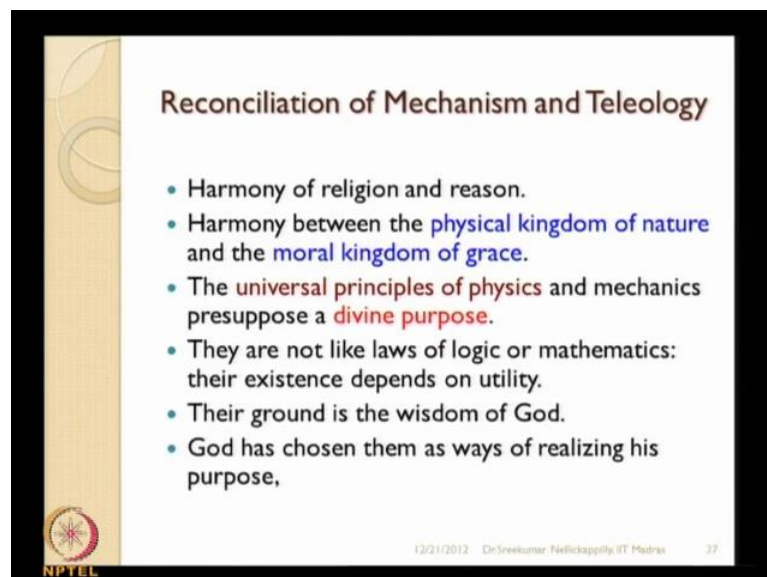 Reconciliation of Mechanism and Teleology
• Harmony of religion and reason.
• Harmony between the physical kingdom of nature
and the moral kingdom of grace.
• The universal principles of physics and mechanics
presuppose a divine purpose.
• They are not like laws of logic or mathematics:
their existence depends on utility.
• Their ground is the wisdom of God.
• God has chosen them as ways of realizing his
purpose,
12/21/2012 Dr.Sreekumar Nellickappilly, IIT Madras 37
NPTEL